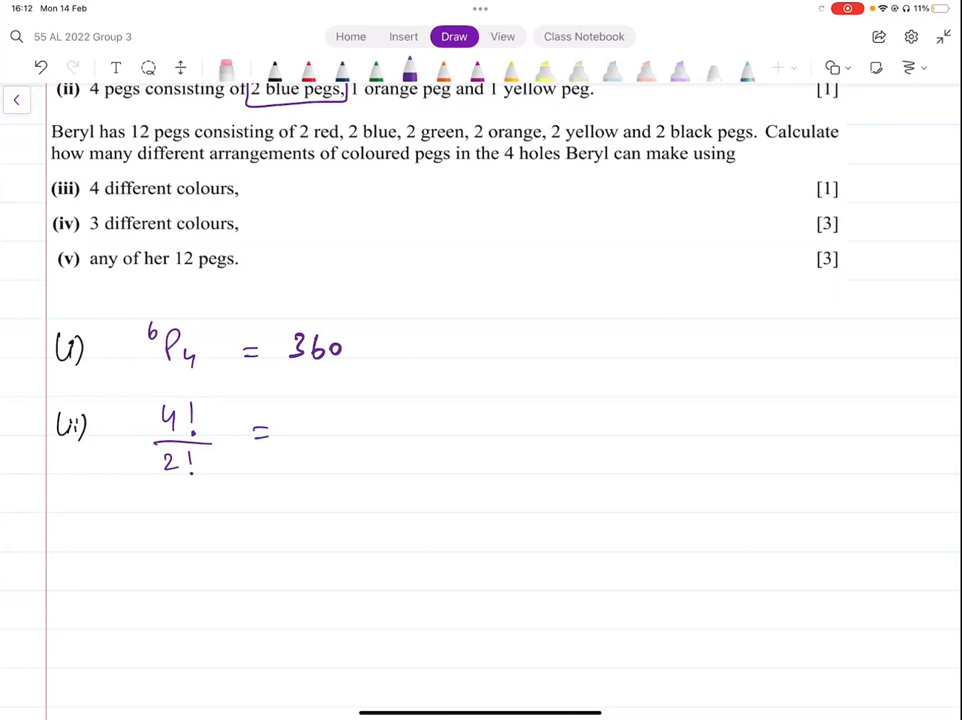 16:12 Mon 14 Feb
11%
55 AL 2022 Group 3
Home Insert Draw View Class Notebook
T
(ii) 4 pegs consisting of 2 blue pegs, 1 orange peg and 1 yellow peg. [1]
Beryl has 12 pegs consisting of 2 red, 2 blue, 2 green, 2 orange, 2 yellow and 2 black pegs. Calculate
how many different arrangements of coloured pegs in the 4 holes Beryl can make using
(iii) 4 different colours, [1]
(iv) 3 different colours, [3]
(v) any of her 12 pegs. [3]
(i) ⁶P₄ = 360
(ii) 4! =
2!